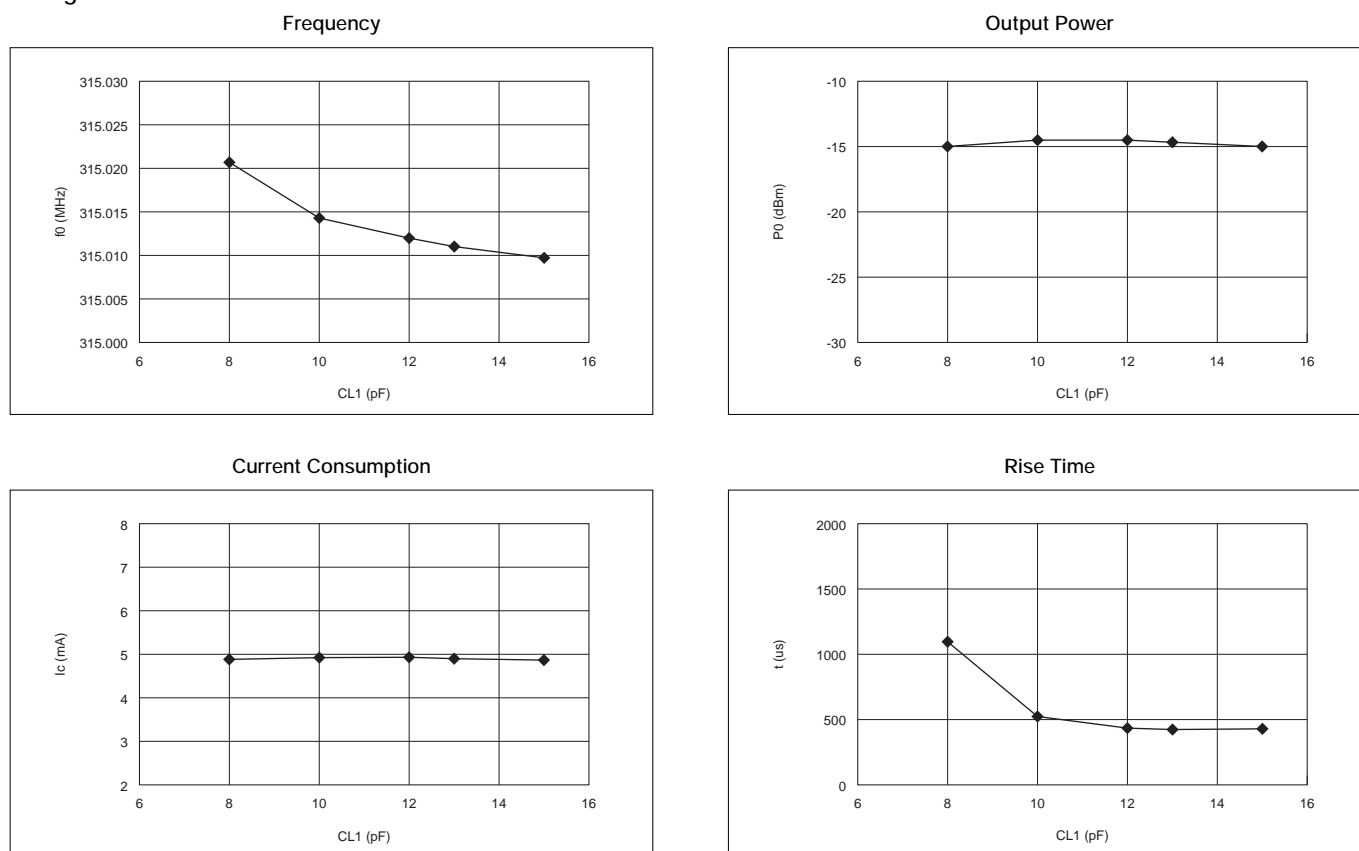 Frequency
315.030
315.025
315.020
315.015
315.010
315.005
315.000
f0 (MHz)
6 8 10 12 14 16
CL1 (pF)
Output Power
-10
-15
-20
-25
-30
P0 (dBm)
6 8 10 12 14 16
CL1 (pF)
Current Consumption
8
7
6
5
4
3
2
Ic (mA)
6 8 10 12 14 16
CL1 (pF)
Rise Time
2000
1500
1000
500
0
t (us)
6 8 10 12 14 16
CL1 (pF)